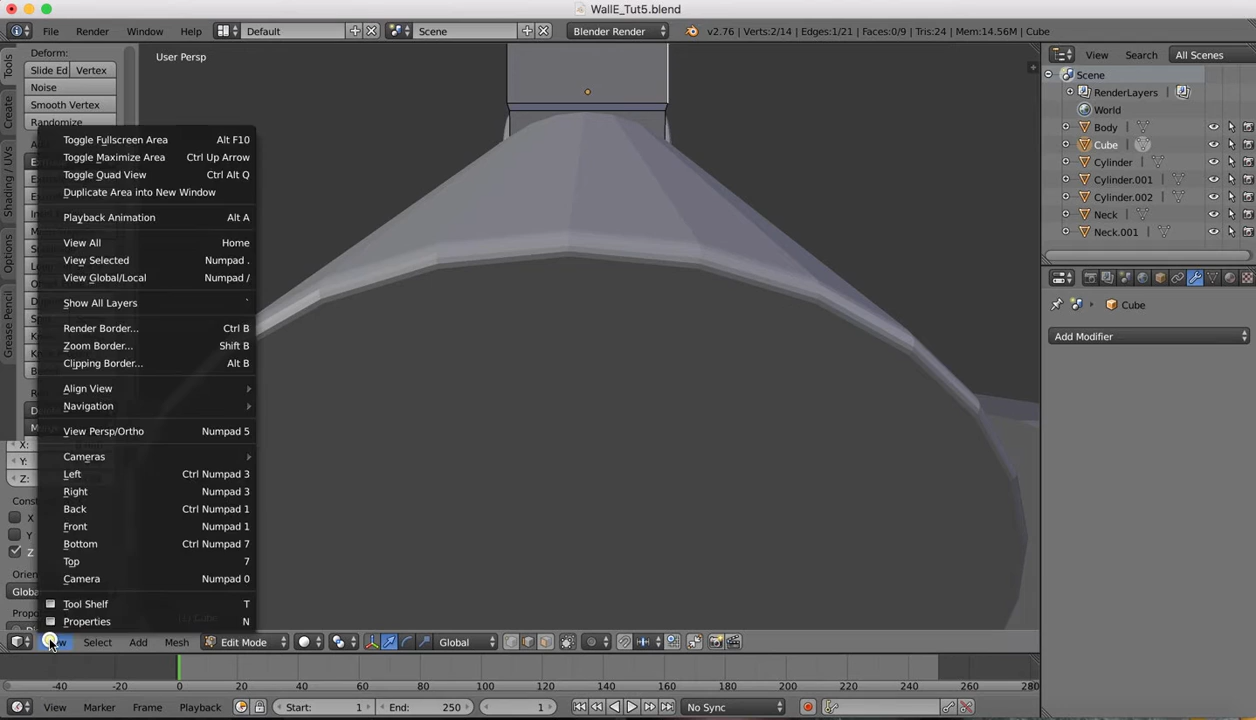 WallE_Tut5.blend
File Render Window Help Default Scene Blender Render v2.76 | Verts:2/14 | Edges:1/21 | Faces:0/9 | Tris:24 | Mem:14.56M | Cube
Tools
Create
Shading / UVs
Options
Grease Pencil
Deform:
Slide Ed Vertex
Noise
Smooth Vertex
Randomize
X:
Y:
Z:
X
Y
Z
Globa
User Persp
Toggle Fullscreen Area Alt F10
Toggle Maximize Area Ctrl Up Arrow
Toggle Quad View Ctrl Alt Q
Duplicate Area into New Window
Playback Animation Alt A
View All Home
View Selected Numpad .
View Global/Local Numpad /
Show All Layers `
Render Border... Ctrl B
Zoom Border... Shift B
Clipping Border... Alt B
Align View
Navigation
View Persp/Ortho Numpad 5
Cameras
Left Ctrl Numpad 3
Right Numpad 3
Back Ctrl Numpad 1
Front Numpad 1
Bottom Ctrl Numpad 7
Top 7
Camera Numpad 0
Tool Shelf T
Properties N
Select Add Mesh Edit Mode Global
-40 -20 0 20 40 60 80 100 120 140 160 180 200 220 240 260 280
View Marker Frame Playback Start: 1 End: 250 1 No Sync
View Search All Scenes
Scene
RenderLayers
World
Body
Cube
Cylinder
Cylinder.001
Cylinder.002
Neck
Neck.001
Cube
Add Modifier